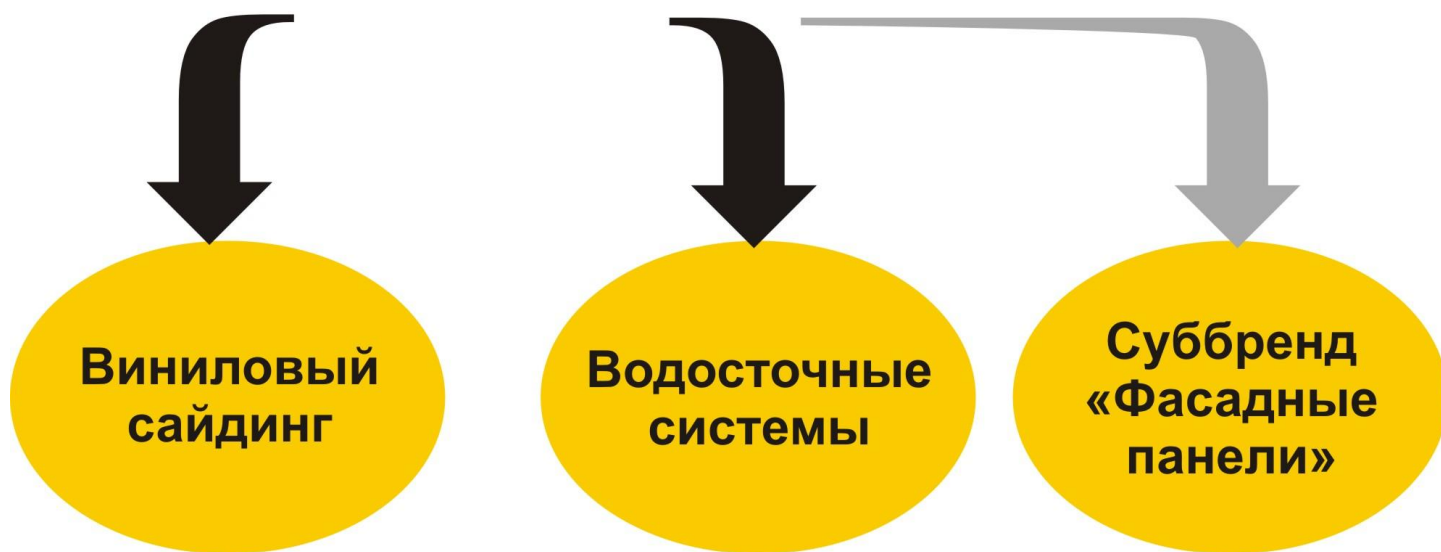 Виниловый
сайдинг
Водосточные
системы
Суббренд
«Фасадные
панели»